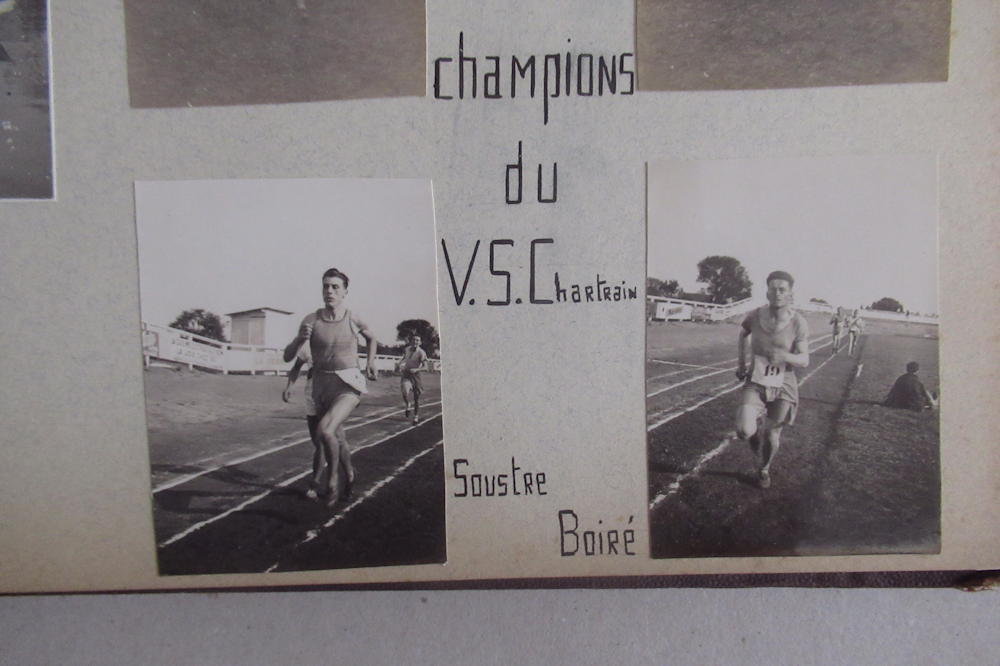 champions
du
V.S.Chartrain
Soustre
Boiré
19